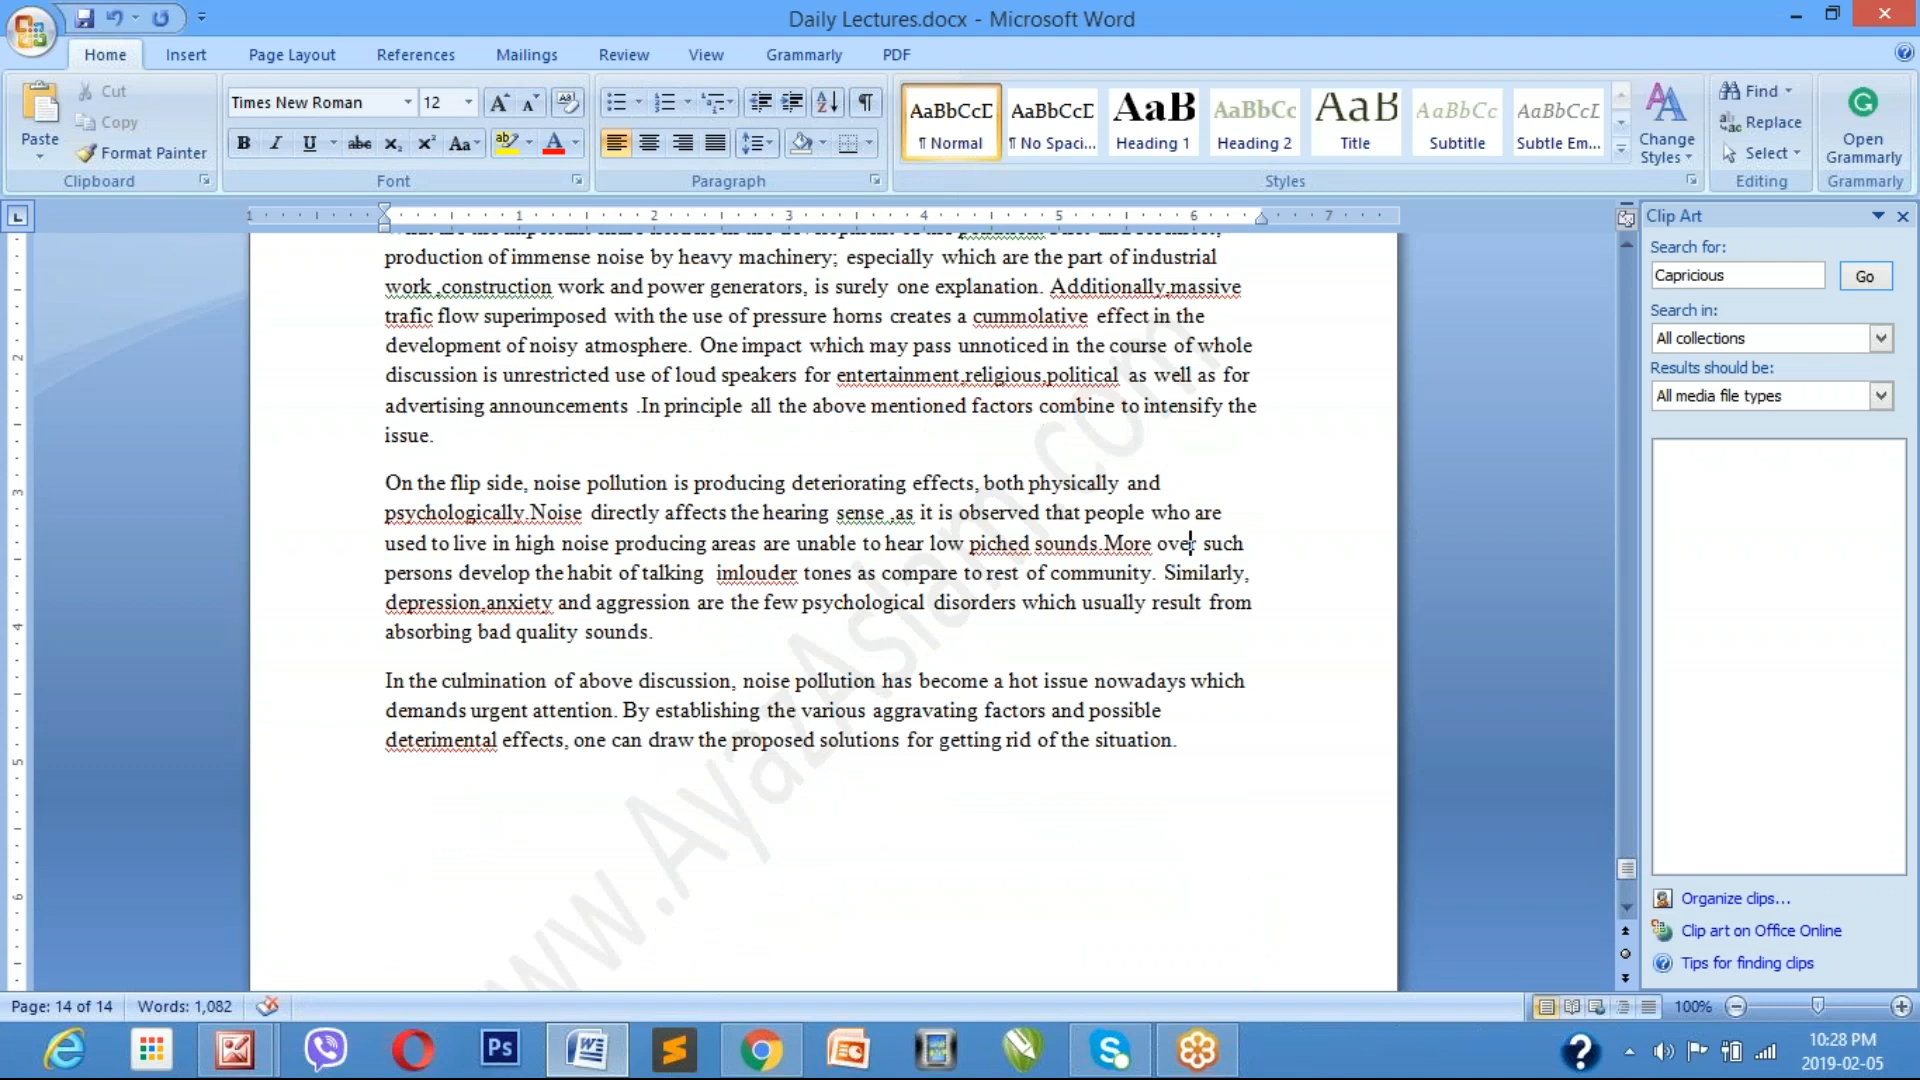 Daily Lectures.docx - Microsoft Word
Home Insert Page Layout References Mailings Review View Grammarly PDF
Paste
Cut
Copy
Format Painter
Clipboard
Times New Roman 12
Font
Paragraph
AaBbCcD AaBbCcD AaB AaBbCc AaB AaBbCc AaBbCcD
¶ Normal ¶ No Spaci... Heading 1 Heading 2 Title Subtitle Subtle Em...
Styles
Change Styles
Find
Replace
Select
Editing
Open Grammarly
Grammarly
production of immense noise by heavy machinery; especially which are the part of industrial
work ,construction work and power generators, is surely one explanation. Additionally,massive
trafic flow superimposed with the use of pressure horns creates a cummolative effect in the
development of noisy atmosphere. One impact which may pass unnoticed in the course of whole
discussion is unrestricted use of loud speakers for entertainment,religious,political as well as for
advertising announcements .In principle all the above mentioned factors combine to intensify the
issue.
On the flip side, noise pollution is producing deteriorating effects, both physically and
psychologically.Noise directly affects the hearing sense ,as it is observed that people who are
used to live in high noise producing areas are unable to hear low piched sounds.More over such
persons develop the habit of talking imlouder tones as compare to rest of community. Similarly,
depression,anxiety and aggression are the few psychological disorders which usually result from
absorbing bad quality sounds.
In the culmination of above discussion, noise pollution has become a hot issue nowadays which
demands urgent attention. By establishing the various aggravating factors and possible
deterimental effects, one can draw the proposed solutions for getting rid of the situation.
www.AyazAslam.com
Clip Art
Search for:
Capricious Go
Search in:
All collections
Results should be:
All media file types
Organize clips...
Clip art on Office Online
Tips for finding clips
Page: 14 of 14 Words: 1,082 100%
Ps
10:28 PM
2019-02-05